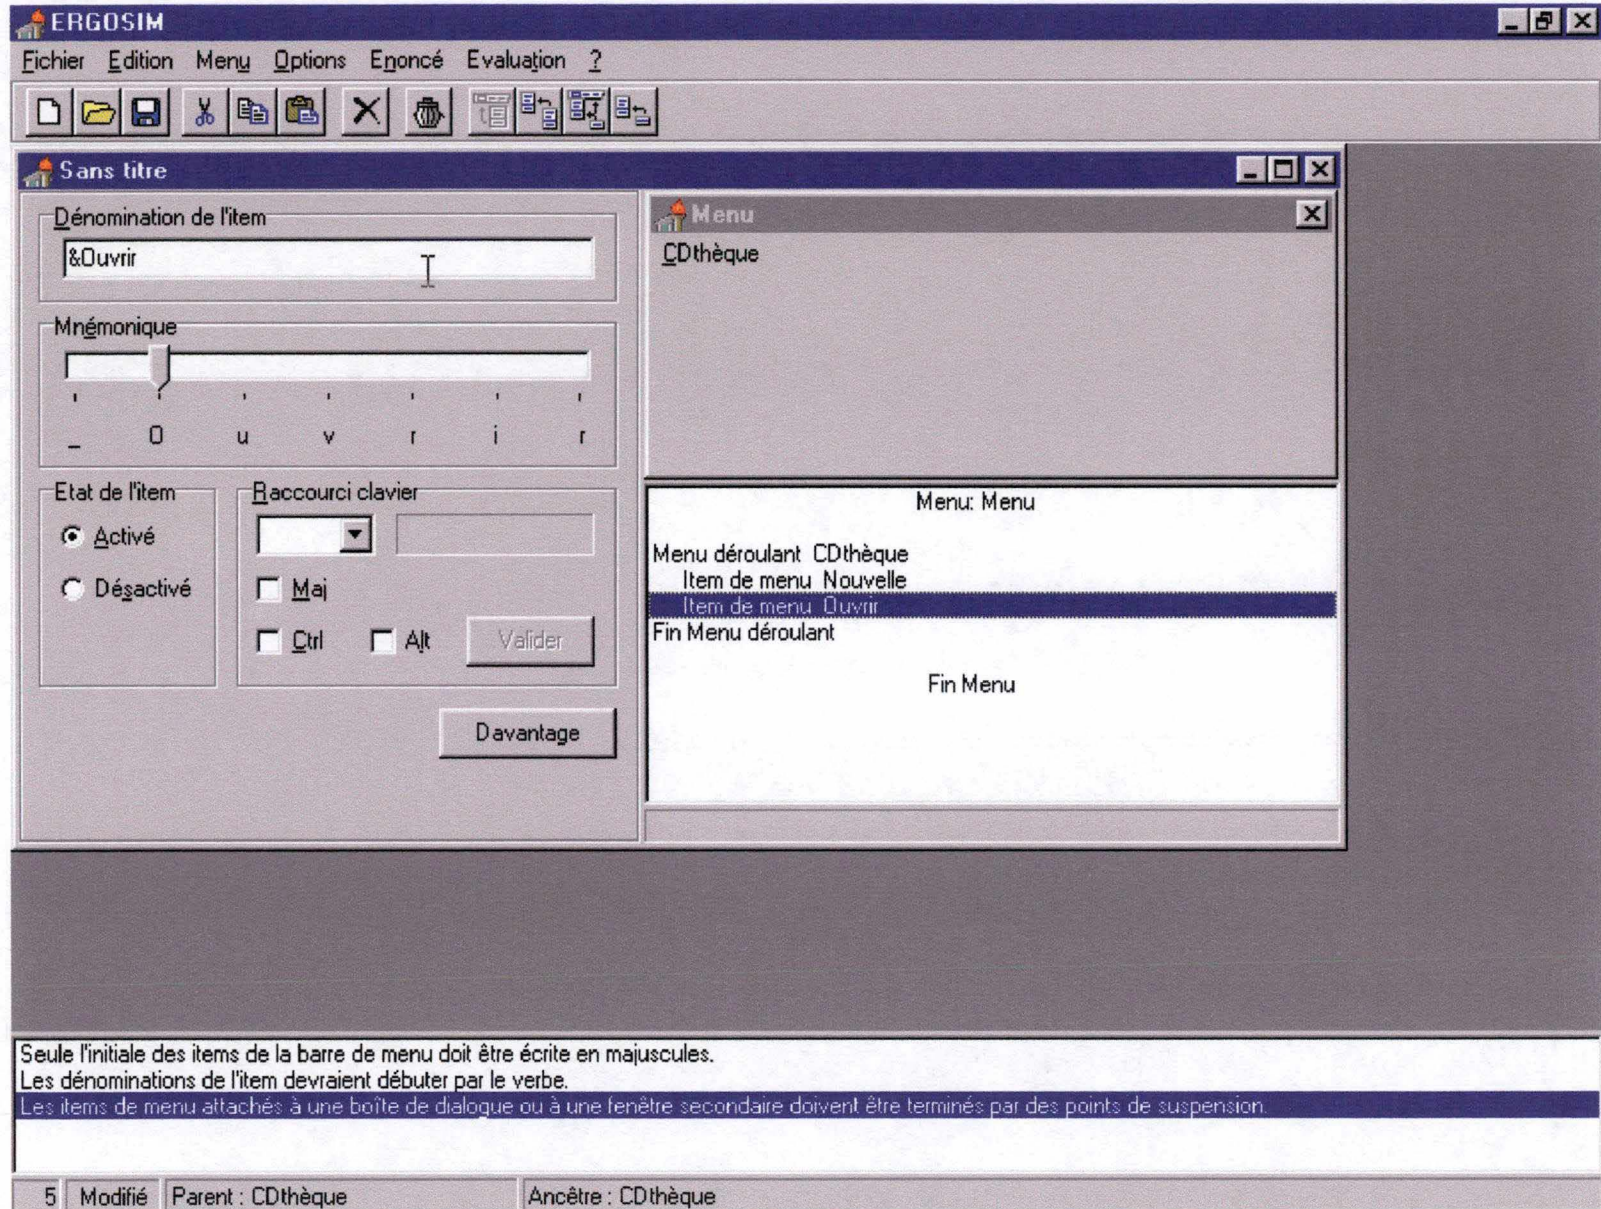 ERGOSIM
Fichier Edition Menu Options Enoncé Evaluation ?
Sans titre
Dénomination de l'item
&Ouvrir
Mnémonique
_ O u v r i r
Etat de l'item
Activé
Désactivé
Raccourci clavier
Maj
Ctrl Alt Valider
Davantage
Menu
CDthèque
Menu: Menu
Menu déroulant CDthèque
Item de menu Nouvelle
Item de menu Ouvrir
Fin Menu déroulant
Fin Menu
Seule l'initiale des items de la barre de menu doit être écrite en majuscules.
Les dénominations de l'item devraient débuter par le verbe.
Les items de menu attachés à une boîte de dialogue ou à une fenêtre secondaire doivent être terminés par des points de suspension.
5 Modifié Parent : CDthèque Ancêtre : CDthèque